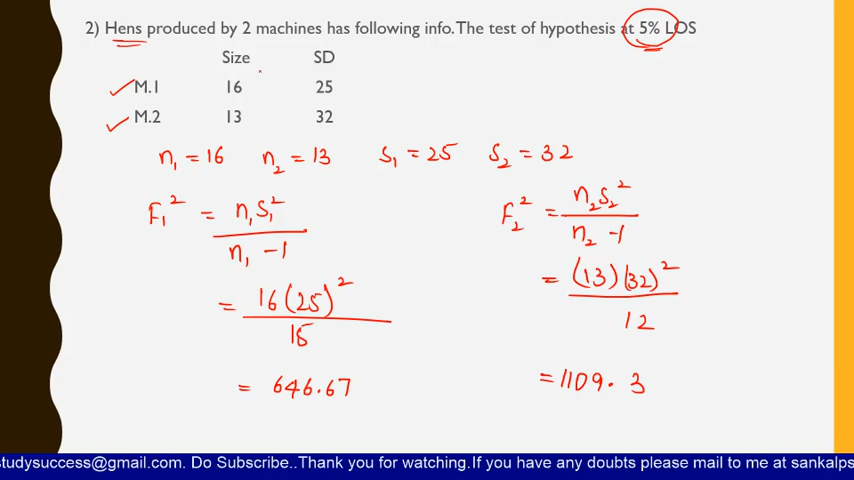 2) Hens produced by 2 machines has following info. The test of hypothesis at 5% LOS
Size SD
M.1 16 25
M.2 13 32
n₁ = 16 n₂ = 13 S₁ = 25 S₂ = 32
F₁² = n₁S₁² / n₁ -1
F₂² = n₂S₂² / n₂ -1
= 16(25)² / 15
= (13)(32)² / 12
= 646.67
= 1109.3
studysuccess@gmail.com. Do Subscribe..Thank you for watching.If you have any doubts please mail to me at sankalps